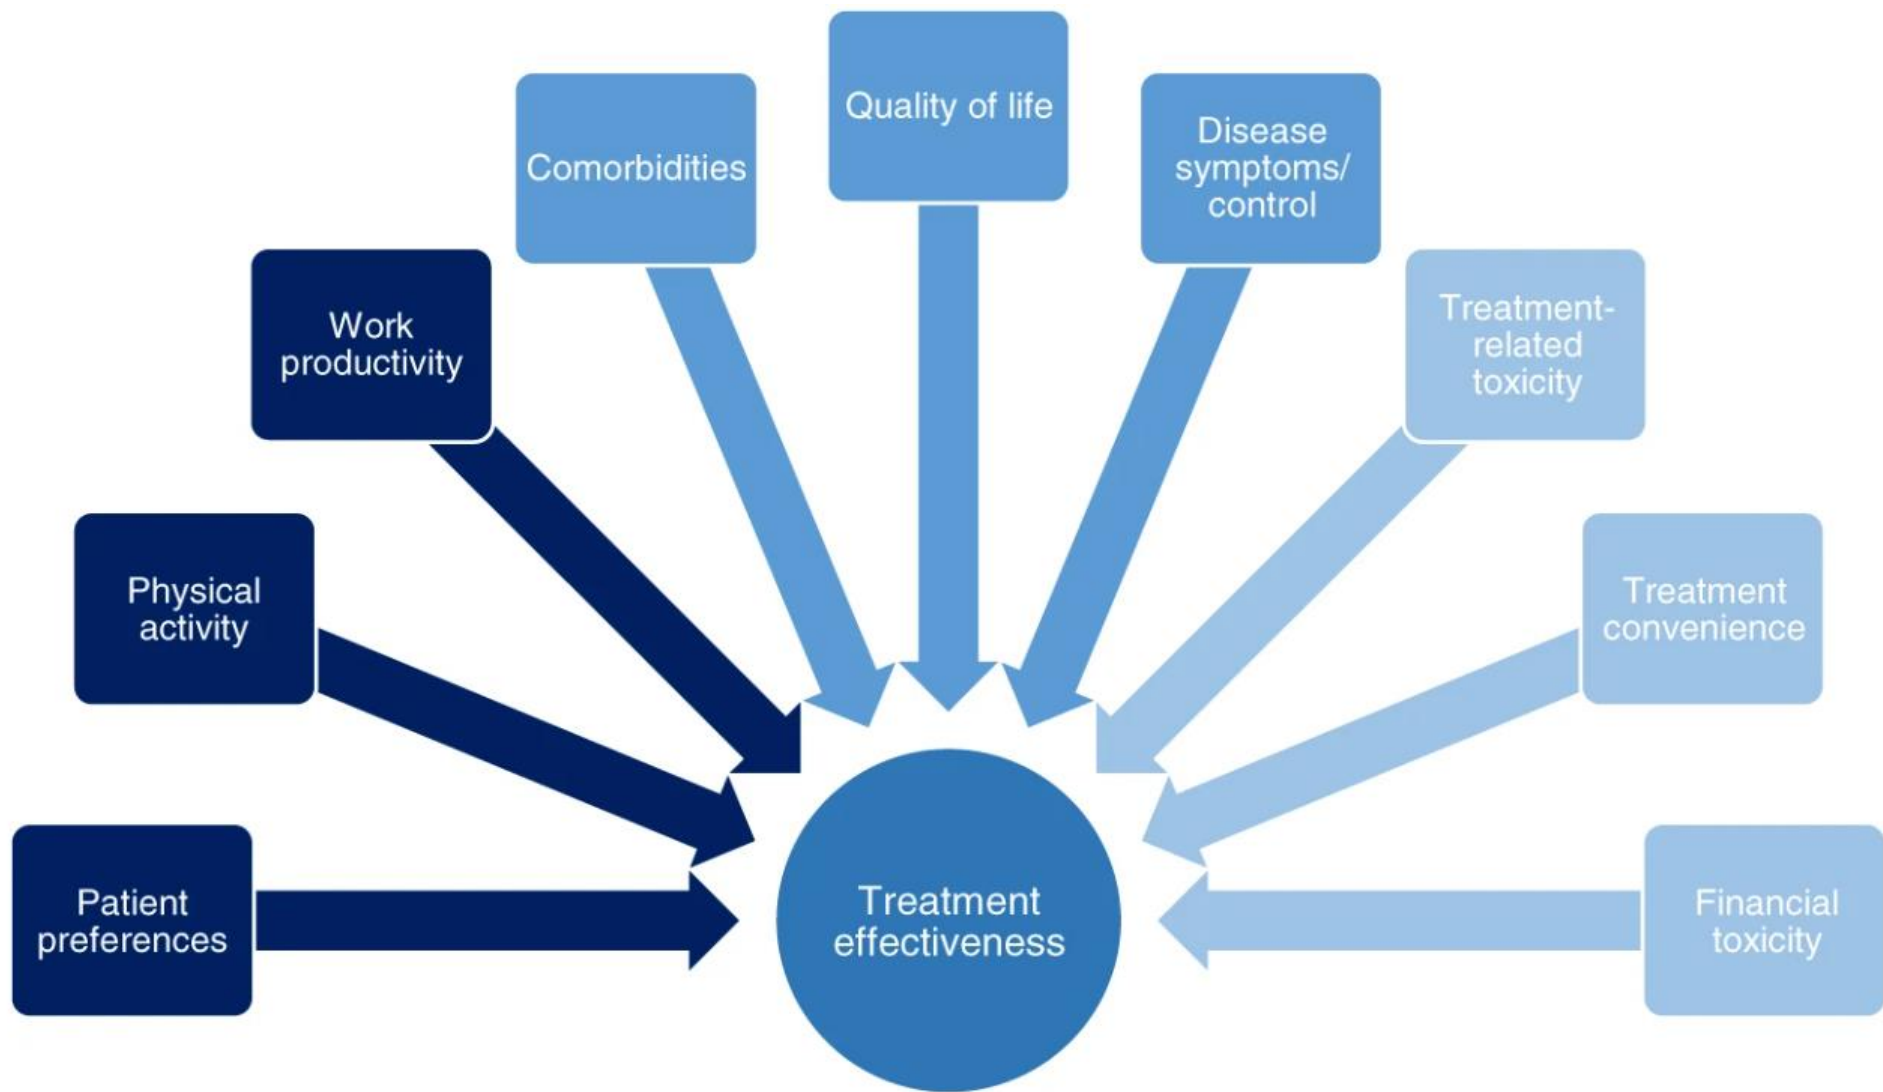 Quality of life
Comorbidities
Disease
symptoms/
control
Work
productivity
Treatment-
related
toxicity
Physical
activity
Treatment
convenience
Patient
preferences
Treatment
effectiveness
Financial
toxicity